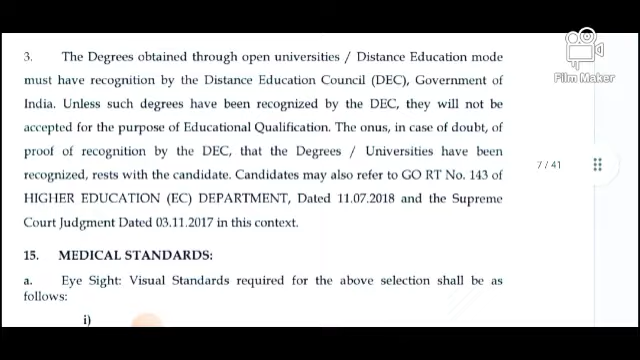 3. The Degrees obtained through open universities / Distance Education mode
must have recognition by the Distance Education Council (DEC), Government of
India. Unless such degrees have been recognized by the DEC, they will not be
accepted for the purpose of Educational Qualification. The onus, in case of doubt, of
proof of recognition by the DEC, that the Degrees / Universities have been
recognized, rests with the candidate. Candidates may also refer to GO RT No. 143 of
HIGHER EDUCATION (EC) DEPARTMENT, Dated 11.07.2018 and the Supreme
Court Judgment Dated 03.11.2017 in this context.
15. MEDICAL STANDARDS:
a. Eye Sight: Visual Standards required for the above selection shall be as
follows:
i)
Film Maker
7 / 41